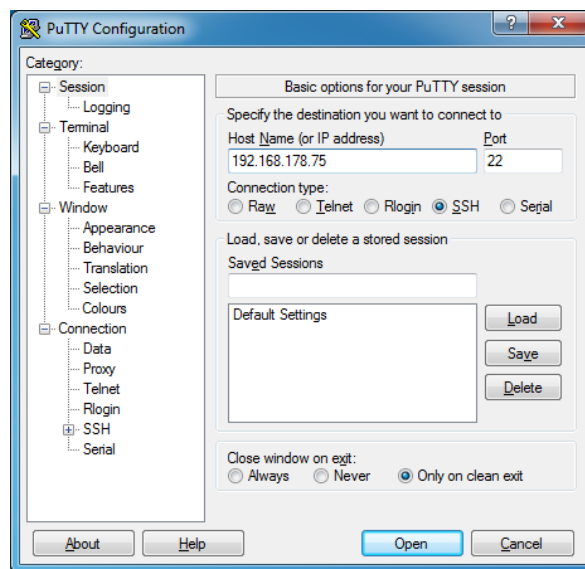 PuTTY Configuration
?
Category:
Session
Logging
Terminal
Keyboard
Bell
Features
Window
Appearance
Behaviour
Translation
Selection
Colours
Connection
Data
Proxy
Telnet
Rlogin
SSH
Serial
Basic options for your PuTTY session
Specify the destination you want to connect to
Host Name (or IP address) Port
192.168.178.75 22
Connection type:
Raw Telnet Rlogin SSH Serial
Load, save or delete a stored session
Saved Sessions
Default Settings
Load
Save
Delete
Close window on exit:
Always Never Only on clean exit
About Help Open Cancel